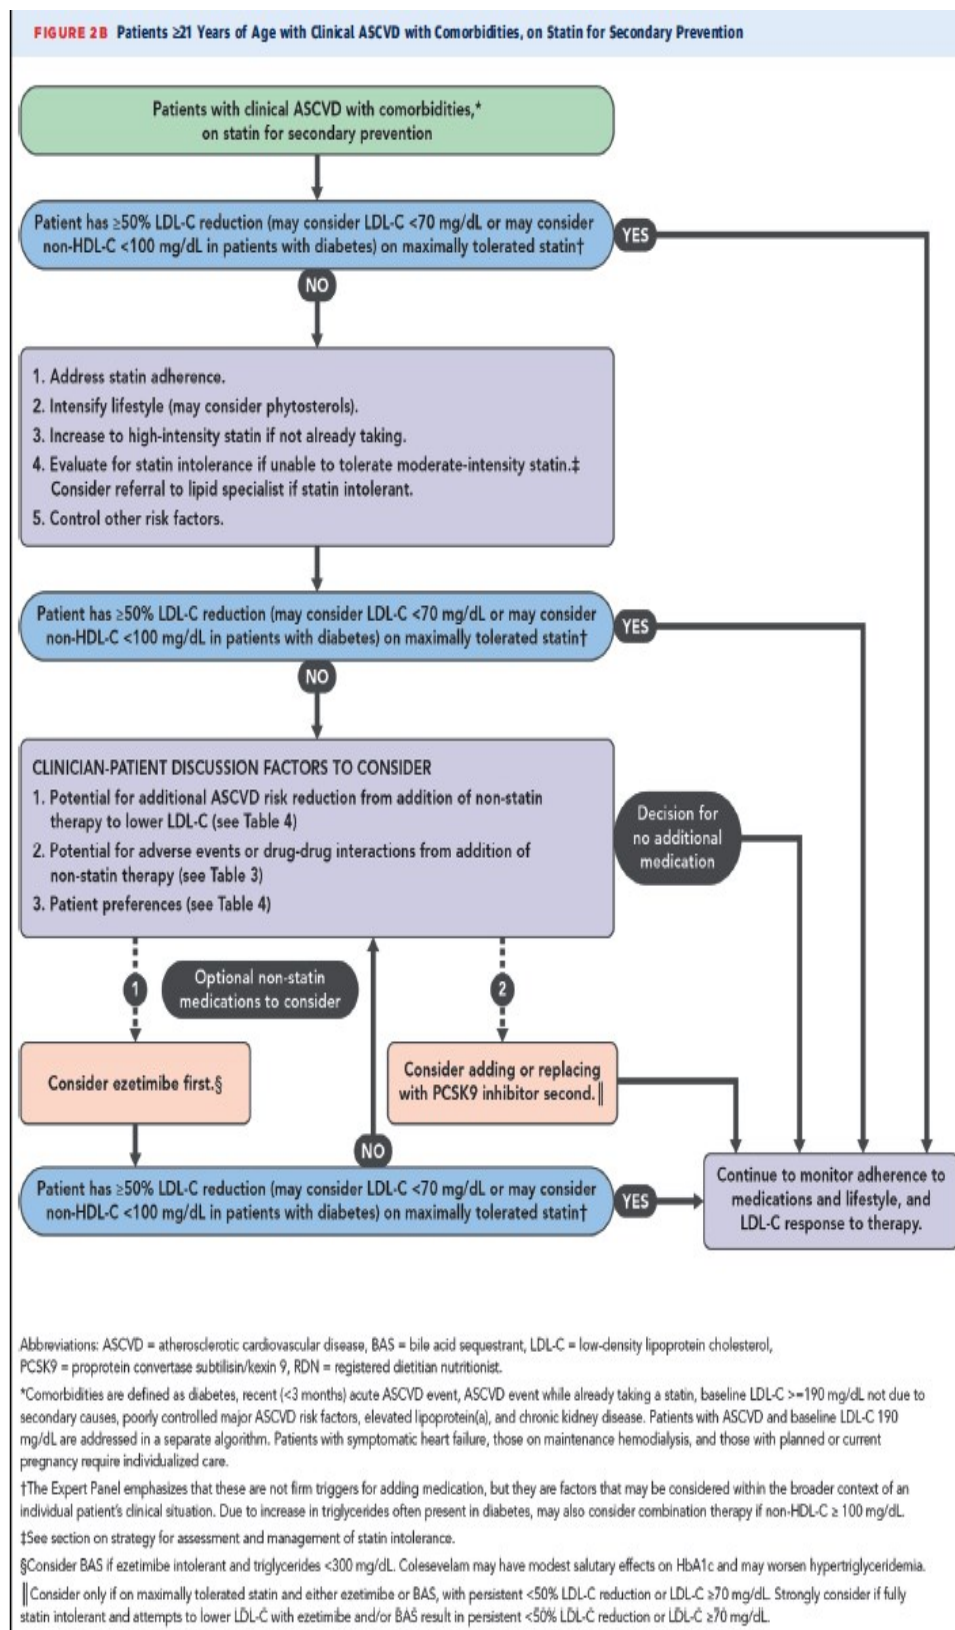 FIGURE 2B Patients ≥21 Years of Age with Clinical ASCVD with Comorbidities, on Statin for Secondary Prevention
Patients with clinical ASCVD with comorbidities,*
on statin for secondary prevention
Patient has ≥50% LDL-C reduction (may consider LDL-C <70 mg/dL or may consider
non-HDL-C <100 mg/dL in patients with diabetes) on maximally tolerated statin†
YES
NO
1. Address statin adherence.
2. Intensify lifestyle (may consider phytosterols).
3. Increase to high-intensity statin if not already taking.
4. Evaluate for statin intolerance if unable to tolerate moderate-intensity statin.‡
Consider referral to lipid specialist if statin intolerant.
5. Control other risk factors.
Patient has ≥50% LDL-C reduction (may consider LDL-C <70 mg/dL or may consider
non-HDL-C <100 mg/dL in patients with diabetes) on maximally tolerated statin†
YES
NO
CLINICIAN-PATIENT DISCUSSION FACTORS TO CONSIDER
1. Potential for additional ASCVD risk reduction from addition of non-statin
therapy to lower LDL-C (see Table 4)
2. Potential for adverse events or drug-drug interactions from addition of
non-statin therapy (see Table 3)
3. Patient preferences (see Table 4)
Decision for
no additional
medication
1
Optional non-statin
medications to consider
2
Consider ezetimibe first.§
Consider adding or replacing
with PCSK9 inhibitor second.‖
NO
Patient has ≥50% LDL-C reduction (may consider LDL-C <70 mg/dL or may consider
non-HDL-C <100 mg/dL in patients with diabetes) on maximally tolerated statin†
YES
Continue to monitor adherence to
medications and lifestyle, and
LDL-C response to therapy.
Abbreviations: ASCVD = atherosclerotic cardiovascular disease, BAS = bile acid sequestrant, LDL-C = low-density lipoprotein cholesterol,
PCSK9 = proprotein convertase subtilisin/kexin 9, RDN = registered dietitian nutritionist.
*Comorbidities are defined as diabetes, recent (<3 months) acute ASCVD event, ASCVD event while already taking a statin, baseline LDL-C >=190 mg/dL not due to
secondary causes, poorly controlled major ASCVD risk factors, elevated lipoprotein(a), and chronic kidney disease. Patients with ASCVD and baseline LDL-C 190
mg/dL are addressed in a separate algorithm. Patients with symptomatic heart failure, those on maintenance hemodialysis, and those with planned or current
pregnancy require individualized care.
†The Expert Panel emphasizes that these are not firm triggers for adding medication, but they are factors that may be considered within the broader context of an
individual patient's clinical situation. Due to increase in triglycerides often present in diabetes, may also consider combination therapy if non-HDL-C ≥ 100 mg/dL.
‡See section on strategy for assessment and management of statin intolerance.
§Consider BAS if ezetimibe intolerant and triglycerides <300 mg/dL. Colesevelam may have modest salutary effects on HbA1c and may worsen hypertriglyceridemia.
‖Consider only if on maximally tolerated statin and either ezetimibe or BAS, with persistent <50% LDL-C reduction or LDL-C ≥70 mg/dL. Strongly consider if fully
statin intolerant and attempts to lower LDL-C with ezetimibe and/or BAS result in persistent <50% LDL-C reduction or LDL-C ≥70 mg/dL.